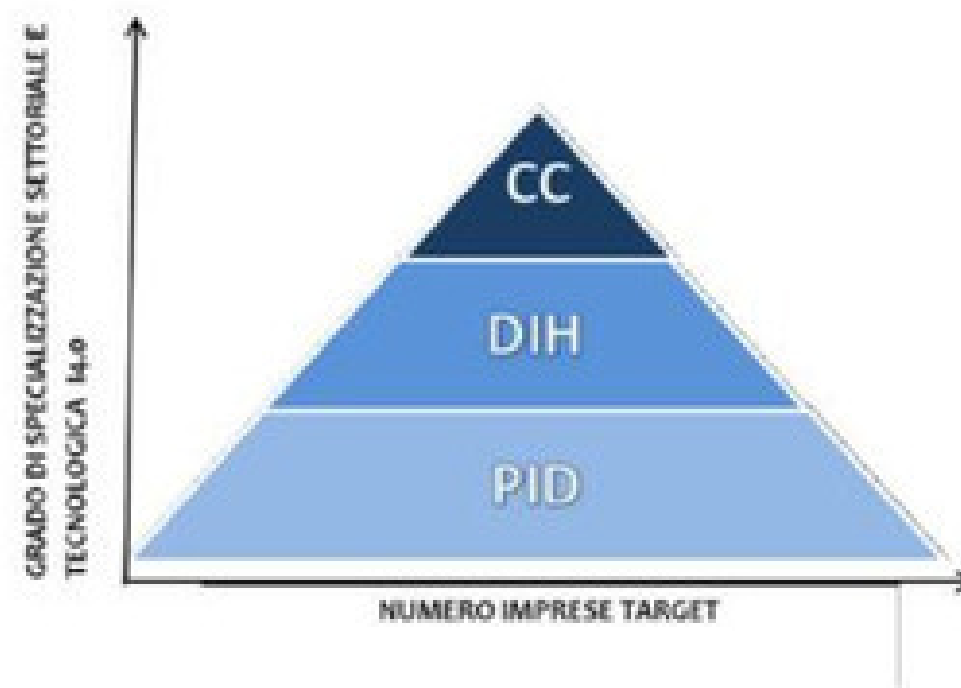 GRADO DI SPECIALIZZAZIONE SETTORIALE E
TECNOLOGICA I4.0
CC
DIH
PID
NUMERO IMPRESE TARGET